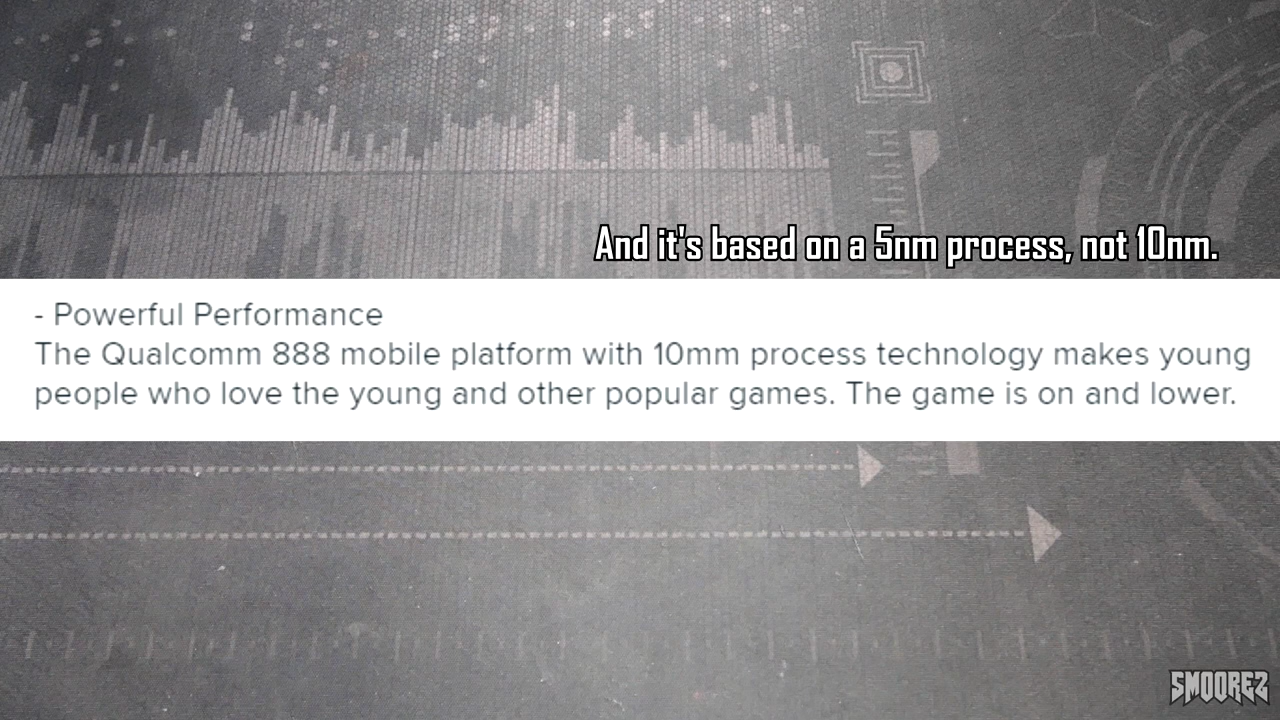 And it's based on a 5nm process, not 10nm.
- Powerful Performance
The Qualcomm 888 mobile platform with 10mm process technology makes young
people who love the young and other popular games. The game is on and lower.
SMOOREZ